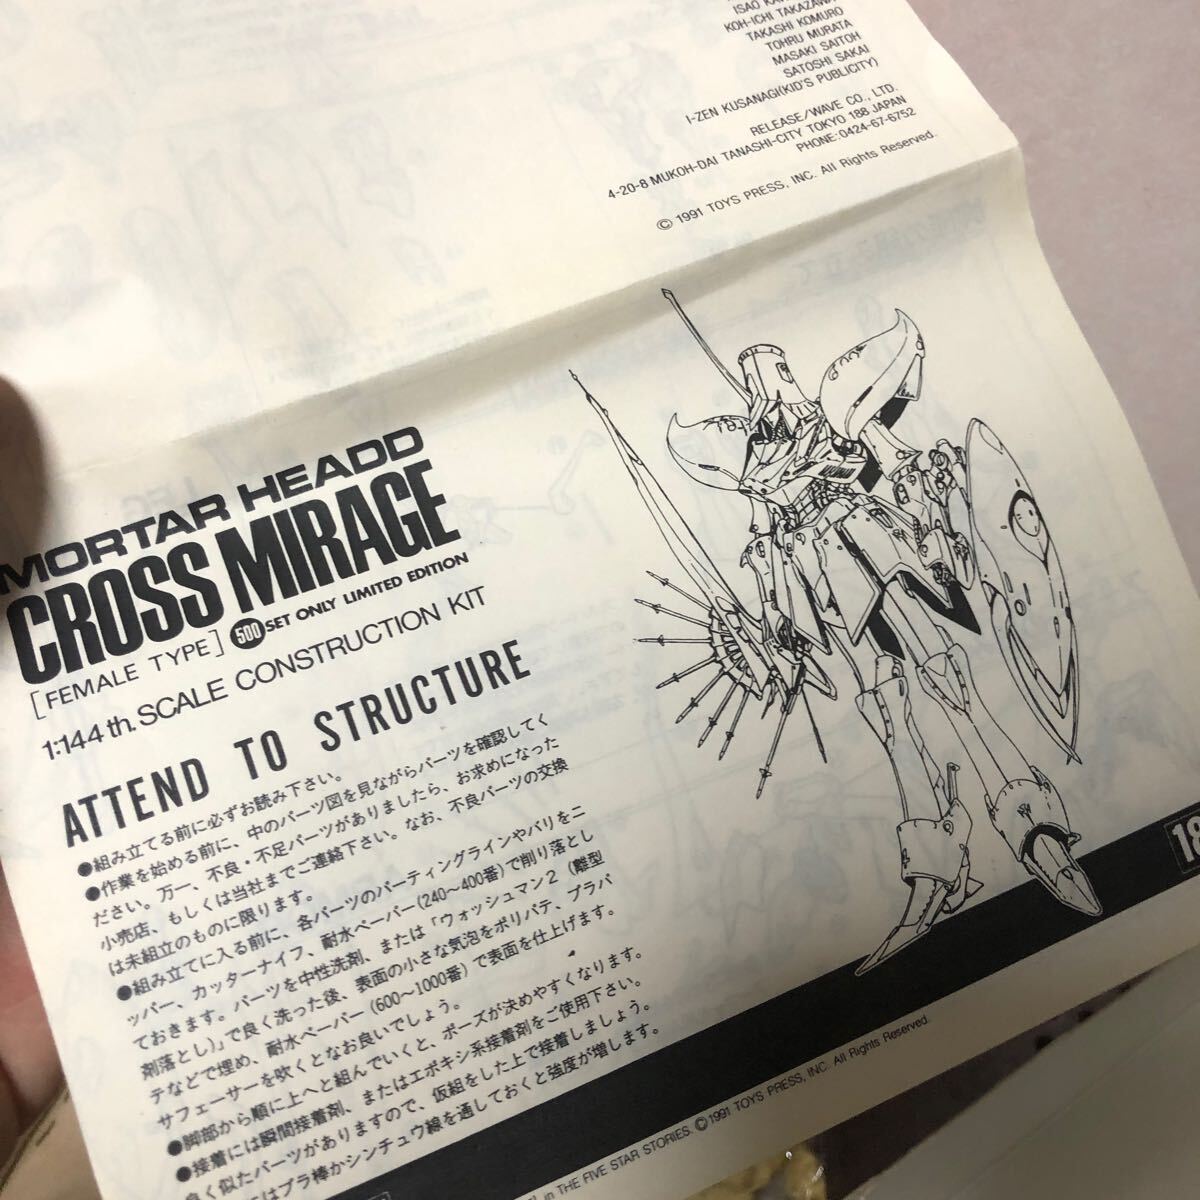 KOH-ICHI TAKAZAWA
TAKASHI KOMURO
TOHRU MURATA
MASAKI SAITOH
SATOSHI SAKAI
I-ZEN KUSANAGI(KID'S PUBLICITY)
RELEASE/WAVE CO., LTD.
4-20-8 MUKOH-DAI TANASHI-CITY TOKYO 188 JAPAN
PHONE:0424-67-6752
© 1991 TOYS PRESS, INC. All Rights Reserved.
MORTAR HEADD
CROSS MIRAGE
[FEMALE TYPE] 500 SET ONLY LIMITED EDITION
1:144th. SCALE CONSTRUCTION KIT
ATTEND TO STRUCTURE
●組み立てる前に必ずお読み下さい。
●作業を始める前に、中のパーツ図を見ながらパーツを確認してく
ださい。万一、不良・不足パーツがありましたら、お求めになった
小売店、もしくは当社までご連絡下さい。なお、不良パーツの交換
は未組立のものに限ります。
●組み立てに入る前に、各パーツのパーティングラインやバリをニ
ッパー、カッターナイフ、耐水ペーパー(240〜400番)で削り落とし
ておきます。パーツを中性洗剤、または「ウォッシュマン2（離型
剤落とし）」で良く洗った後、表面の小さな気泡をポリパテ、プラパ
テなどで埋め、耐水ペーパー（600〜1000番）で表面を仕上げます。
サフェーサーを吹くとなお良いでしょう。
●脚部から順に上へと組んでいくと、ポーズが決めやすくなります。
●接着には瞬間接着剤、またはエポキシ系接着剤をご使用下さい。
良く似たパーツがありますので、仮組をした上で接着しましょう。
にはプラ棒かシンチュウ線を通しておくと強度が増します。
18
in THE FIVE STAR STORIES. © 1991 TOYS PRESS, INC. All Rights Reserved.